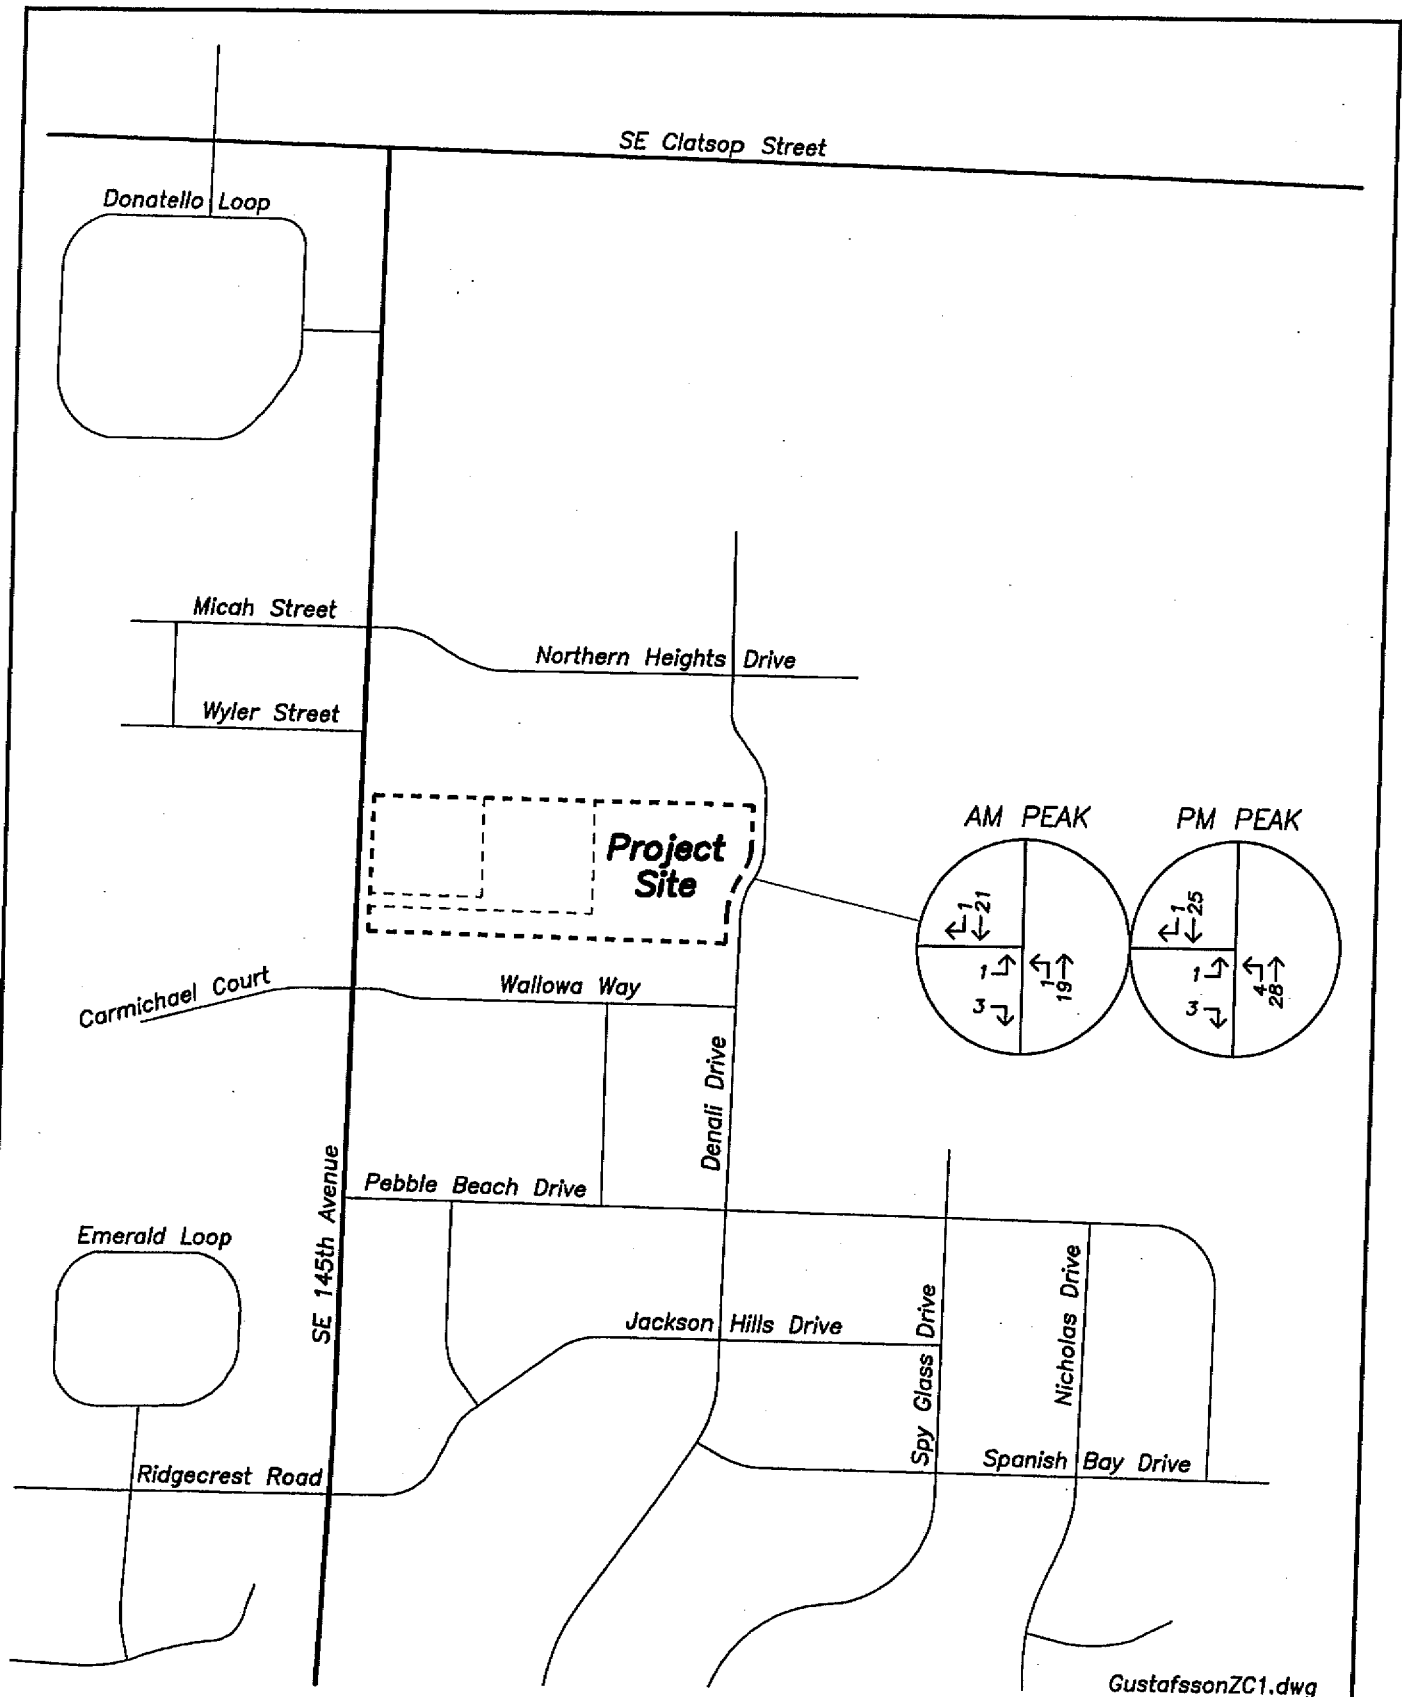 SE Clatsop Street
Donatello Loop
Micah Street
Northern Heights Drive
Wyler Street
Project
Site
AM PEAK
PM PEAK
1
21
1
25
1
3
1
19
1
3
4
28
Carmichael Court
Wallowa Way
Denali Drive
SE 145th Avenue
Pebble Beach Drive
Emerald Loop
Jackson Hills Drive
Spy Glass Drive
Nicholas Drive
Ridgecrest Road
Spanish Bay Drive
GustafssonZC1.dwg